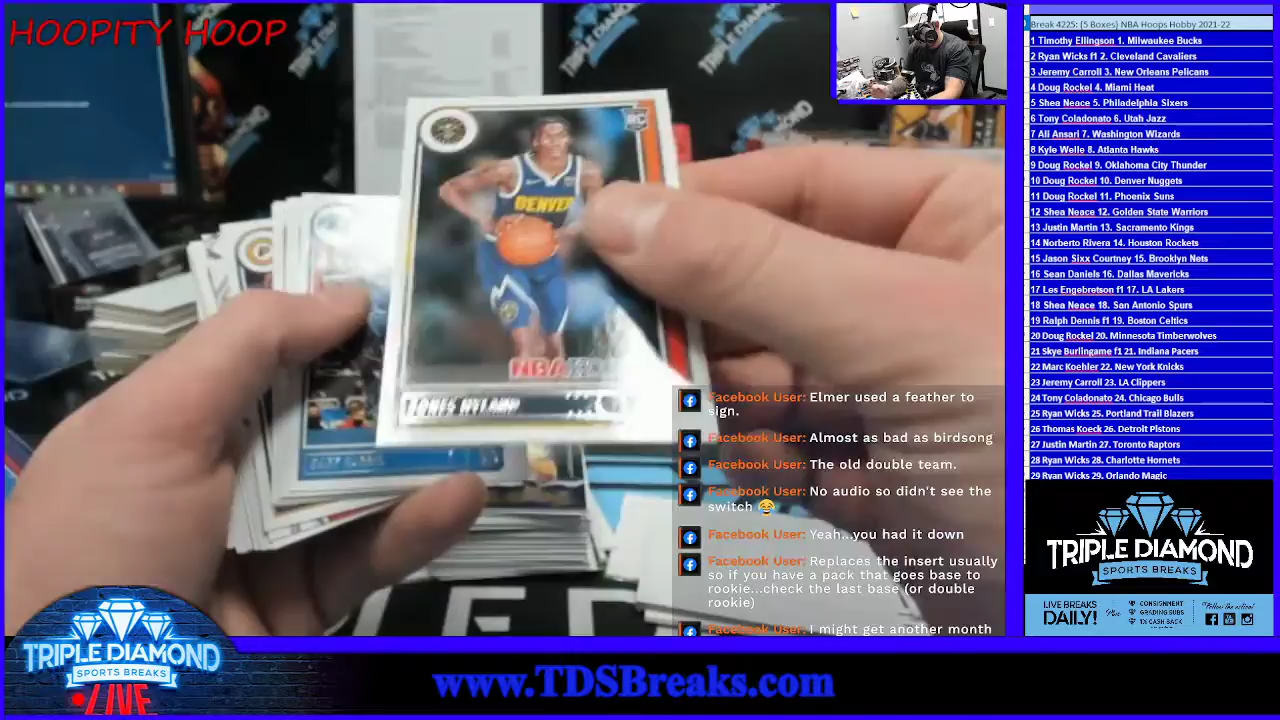 HOOPITY HOOP
RC
DENVER
NBA
HYLAND
Break 4225: (5 Boxes) NBA Hoops Hobby 2021-22
1 Timothy Ellingson 1. Milwaukee Bucks
2 Ryan Wicks f1 2. Cleveland Cavaliers
3 Jeremy Carroll 3. New Orleans Pelicans
4 Doug Rockel 4. Miami Heat
5 Shea Neace 5. Philadelphia Sixers
6 Tony Coladonato 6. Utah Jazz
7 Ali Ansari 7. Washington Wizards
8 Kyle Welle 8. Atlanta Hawks
9 Doug Rockel 9. Oklahoma City Thunder
10 Doug Rockel 10. Denver Nuggets
11 Doug Rockel 11. Phoenix Suns
12 Shea Neace 12. Golden State Warriors
13 Justin Martin 13. Sacramento Kings
14 Norberto Rivera 14. Houston Rockets
15 Jason Sixx Courtney 15. Brooklyn Nets
16 Sean Daniels 16. Dallas Mavericks
17 Les Engebretson f1 17. LA Lakers
18 Shea Neace 18. San Antonio Spurs
19 Ralph Dennis f1 19. Boston Celtics
20 Doug Rockel 20. Minnesota Timberwolves
21 Skye Burlingame f1 21. Indiana Pacers
22 Marc Koehler 22. New York Knicks
23 Jeremy Carroll 23. LA Clippers
24 Tony Coladonato 24. Chicago Bulls
25 Ryan Wicks 25. Portland Trail Blazers
26 Thomas Koeck 26. Detroit Pistons
27 Justin Martin 27. Toronto Raptors
28 Ryan Wicks 28. Charlotte Hornets
29 Ryan Wicks 29. Orlando Magic
Facebook User: Elmer used a feather to
sign.
Facebook User: Almost as bad as birdsong
Facebook User: The old double team.
Facebook User: No audio so didn't see the
switch 😂
Facebook User: Yeah...you had it down
Facebook User: Replaces the insert usually
so if you have a pack that goes base to
rookie...check the last base (or double
rookie)
Facebook User: I might get another month
TRIPLE DIAMOND
SPORTS BREAKS
LIVE BREAKS
DAILY!
Plus
CONSIGNMENT
GRADING SUBS
1% CASH BACK
Follow the action!
TRIPLE DIAMOND
SPORTS BREAKS
LIVE
www.TDSBreaks.com